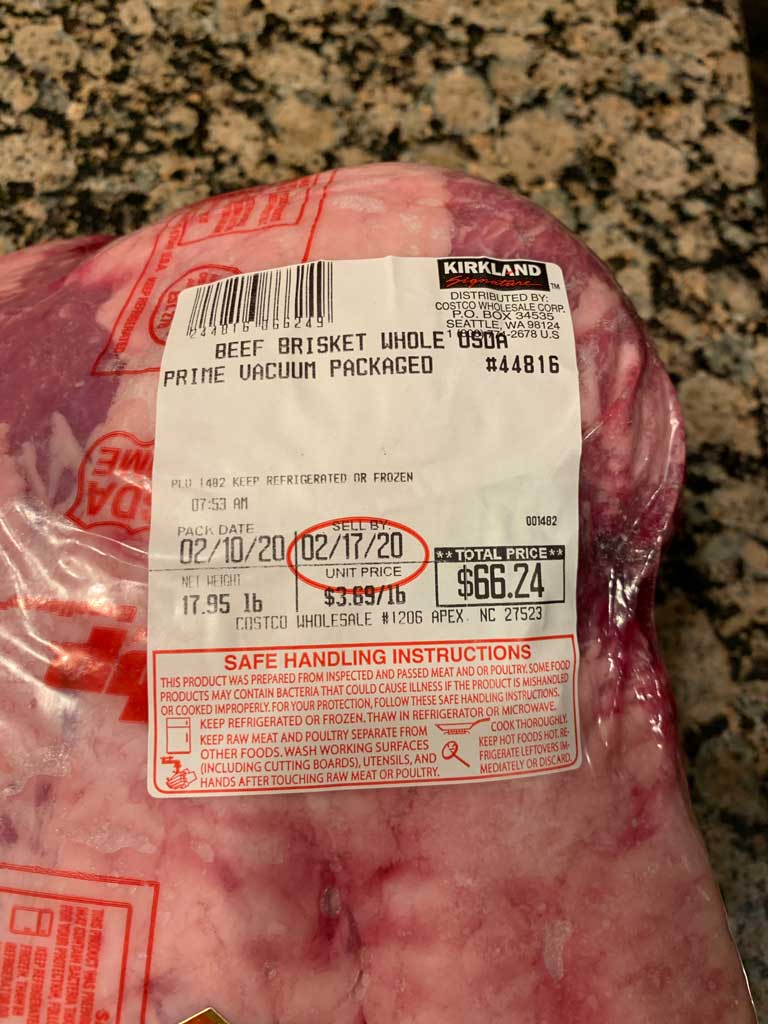 KIRKLAND
Signature
TM
DISTRIBUTED BY:
COSTCO WHOLESALE CORP.
P.O. BOX 34535
SEATTLE, WA 98124
-2678 U.S
BEEF BRISKET WHOLE USDA
PRIME VACUUM PACKAGED #44816
PLU 1482 KEEP REFRIGERATED OR FROZEN
07:53 AM
001482
PACK DATE SELL BY:
02/10/20 02/17/20
** TOTAL PRICE **
NET WEIGHT UNIT PRICE
17.95 lb $3.69/lb $66.24
COSTCO WHOLESALE #1206 APEX, NC 27523
SAFE HANDLING INSTRUCTIONS
THIS PRODUCT WAS PREPARED FROM INSPECTED AND PASSED MEAT AND OR POULTRY. SOME FOOD
PRODUCTS MAY CONTAIN BACTERIA THAT COULD CAUSE ILLNESS IF THE PRODUCT IS MISHANDLED
OR COOKED IMPROPERLY. FOR YOUR PROTECTION, FOLLOW THESE SAFE HANDLING INSTRUCTIONS.
KEEP REFRIGERATED OR FROZEN. THAW IN REFRIGERATOR OR MICROWAVE.
KEEP RAW MEAT AND POULTRY SEPARATE FROM
OTHER FOODS. WASH WORKING SURFACES
(INCLUDING CUTTING BOARDS), UTENSILS, AND
HANDS AFTER TOUCHING RAW MEAT OR POULTRY.
COOK THOROUGHLY.
KEEP HOT FOODS HOT. RE-
FRIGERATE LEFTOVERS IM-
MEDIATELY OR DISCARD.